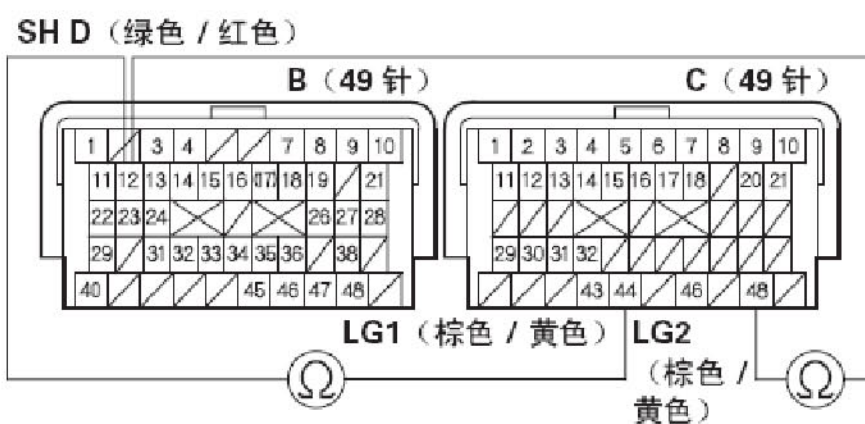 SH D（绿色 / 红色）
B（49 针）
C（49 针）
1 3 4 7 8 9 10
11 12 13 14 15 16 (17) 18 19 21
22 23 24 26 27 28
29 31 32 33 34 35 36 38
40 45 46 47 48
1 2 3 4 5 6 7 8 9 10
11 12 13 14 15 16 17 18 20 21
29 30 31 32
43 44 46 48
LG1（棕色 / 黄色）
LG2
（棕色 /
黄色）
Ω
Ω